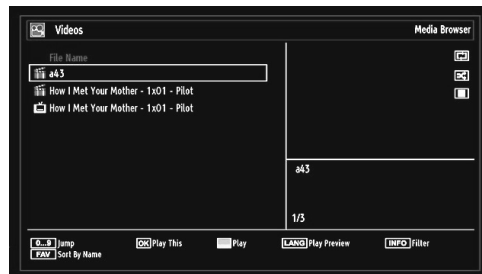 Videos
Media Browser
File Name
a43
How I Met Your Mother - 1x01 - Pilot
How I Met Your Mother - 1x01 - Pilot
a43
1/3
0...9 Jump OK Play This Play LANG Play Preview INFO Filter
FAV Sort By Name